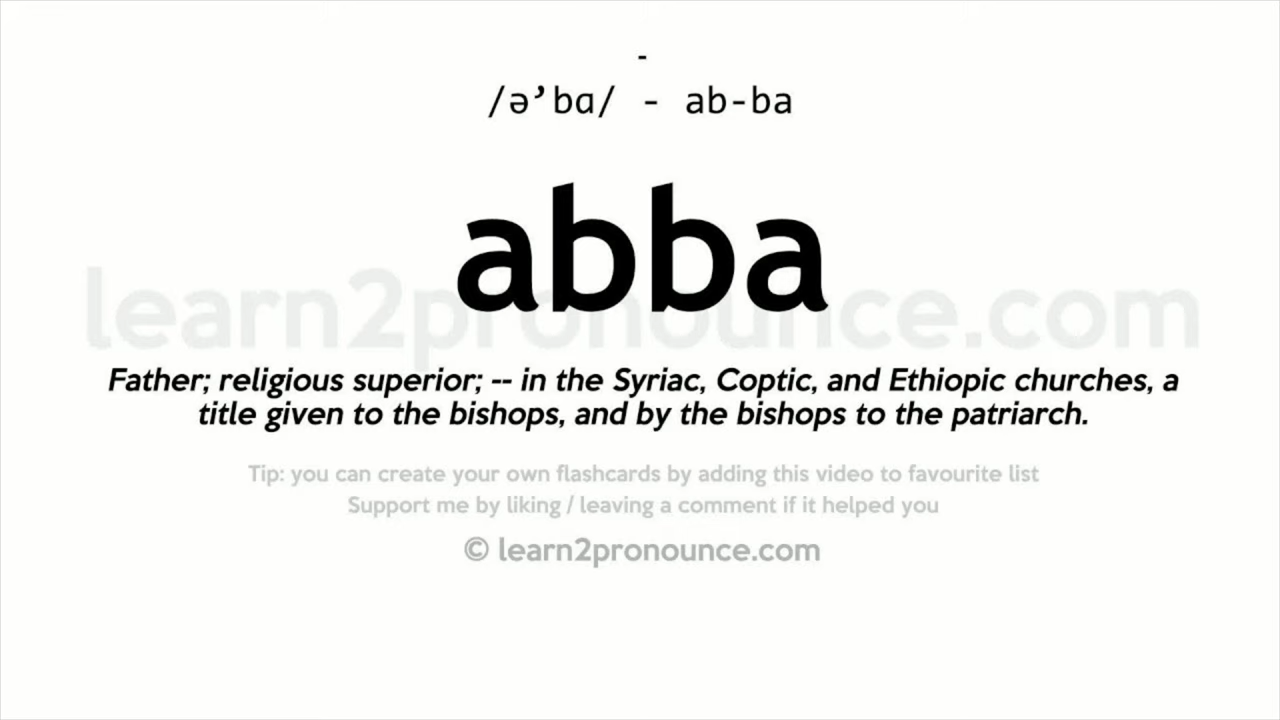 -
/ə’bɑ/ - ab-ba
abba
learn2pronounce.com
Father; religious superior; -- in the Syriac, Coptic, and Ethiopic churches, a
title given to the bishops, and by the bishops to the patriarch.
Tip: you can create your own flashcards by adding this video to favourite list
Support me by liking / leaving a comment if it helped you
© learn2pronounce.com